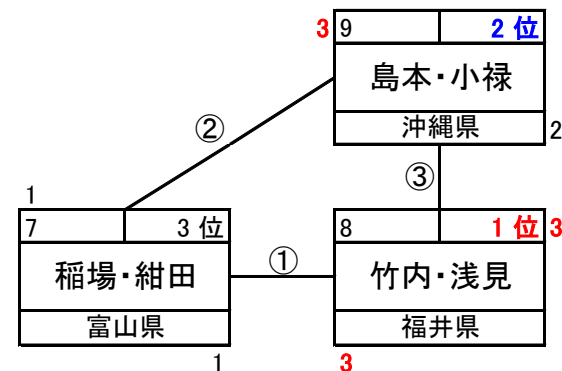 3 9 2 位
島本・小禄
沖縄県 2
②
③
1
7 3 位
稲場・紺田
富山県
1
①
8 1 位 3
竹内・浅見
福井県
3